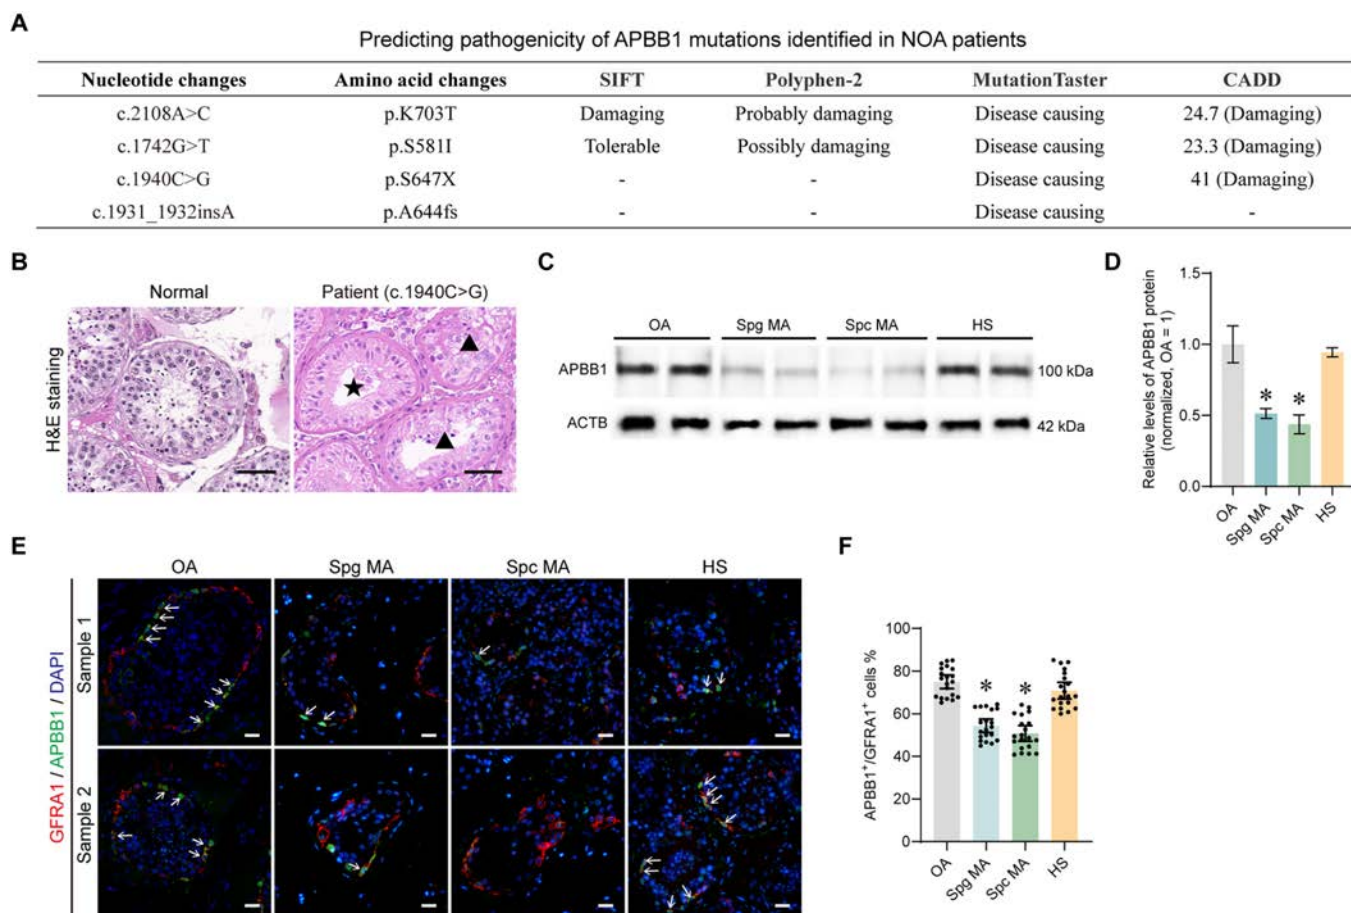 A
Predicting pathogenicity of APBB1 mutations identified in NOA patients
Nucleotide changes Amino acid changes SIFT Polyphen-2 MutationTaster CADD
c.2108A>C p.K703T Damaging Probably damaging Disease causing 24.7 (Damaging)
c.1742G>T p.S581I Tolerable Possibly damaging Disease causing 23.3 (Damaging)
c.1940C>G p.S647X - - Disease causing 41 (Damaging)
c.1931_1932insA p.A644fs - - Disease causing -
B
Normal Patient (c.1940C>G)
H&E staining
C
OA Spg MA Spc MA HS
APBB1 100 kDa
ACTB 42 kDa
D
Relative levels of APBB1 protein
(normalized, OA = 1)
1.5
1.0
0.5
0.0
* *
OA Spg MA Spc MA HS
E
OA Spg MA Spc MA HS
GFRA1 / APBB1 / DAPI
Sample 1
Sample 2
F
APBB1+/GFRA1+ cells %
100
80
60
40
20
0
* *
OA Spg MA Spc MA HS